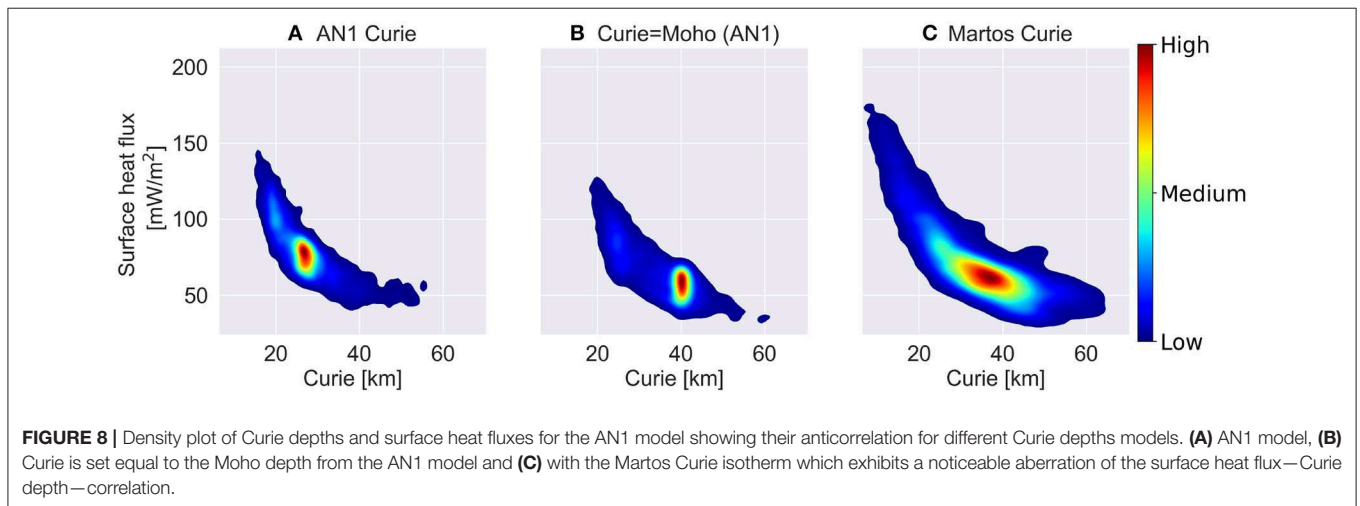 A AN1 Curie
B Curie=Moho (AN1)
C Martos Curie
Surface heat flux
[mW/m²]
200
150
100
50
20 40 60
Curie [km]
20 40 60
Curie [km]
20 40 60
Curie [km]
High
Medium
Low
FIGURE 8 | Density plot of Curie depths and surface heat fluxes for the AN1 model showing their anticorrelation for different Curie depths models. (A) AN1 model, (B)
Curie is set equal to the Moho depth from the AN1 model and (C) with the Martos Curie isotherm which exhibits a noticeable aberration of the surface heat flux—Curie
depth—correlation.